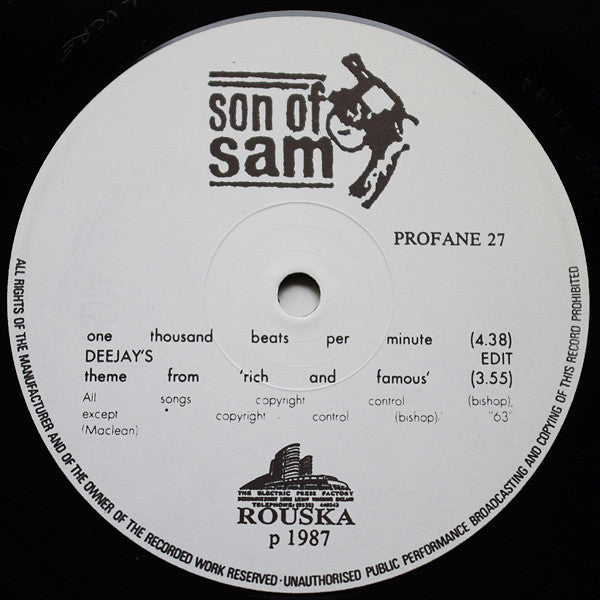 son of
sam
PROFANE 27
one thousand beats per minute (4.38)
DEEJAY'S EDIT
theme from 'rich and famous' (3.55)
All songs copyright control (bishop),
except copyright control (bishop)/ "63"
(Maclean)
THE ELECTRIC PRESS FACTORY
ROUSKA
p 1987
ALL RIGHTS OF THE MANUFACTURER AND OF THE OWNER OF THE RECORDED WORK RESERVED · UNAUTHORISED PUBLIC PERFORMANCE BROADCASTING AND COPYING OF THIS RECORD PROHIBITED